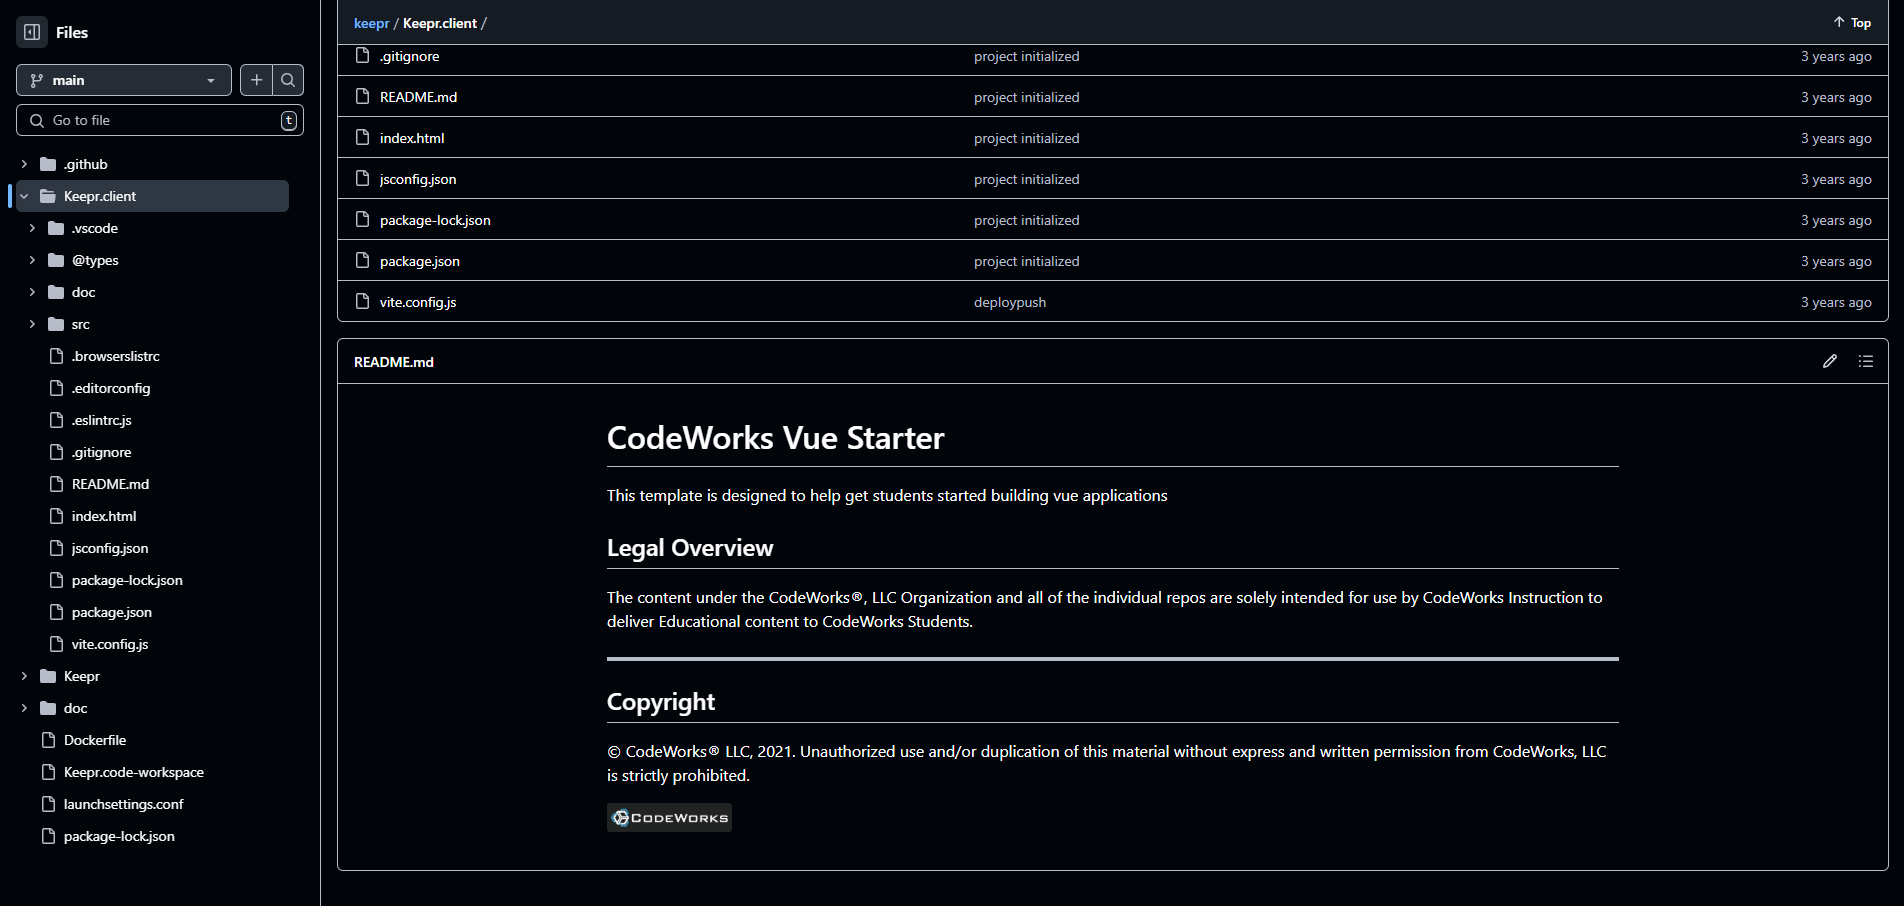 Files
main
Go to file
t
.github
Keepr.client
.vscode
@types
doc
src
.browserslistrc
.editorconfig
.eslintrc.js
.gitignore
README.md
index.html
jsconfig.json
package-lock.json
package.json
vite.config.js
Keepr
doc
Dockerfile
Keepr.code-workspace
launchsettings.conf
package-lock.json
keepr / Keepr.client / Top
.gitignore project initialized 3 years ago
README.md project initialized 3 years ago
index.html project initialized 3 years ago
jsconfig.json project initialized 3 years ago
package-lock.json project initialized 3 years ago
package.json project initialized 3 years ago
vite.config.js deploypush 3 years ago
README.md
CodeWorks Vue Starter
This template is designed to help get students started building vue applications
Legal Overview
The content under the CodeWorks®, LLC Organization and all of the individual repos are solely intended for use by CodeWorks Instruction to
deliver Educational content to CodeWorks Students.
Copyright
© CodeWorks® LLC, 2021. Unauthorized use and/or duplication of this material without express and written permission from CodeWorks, LLC
is strictly prohibited.
CODEWORKS